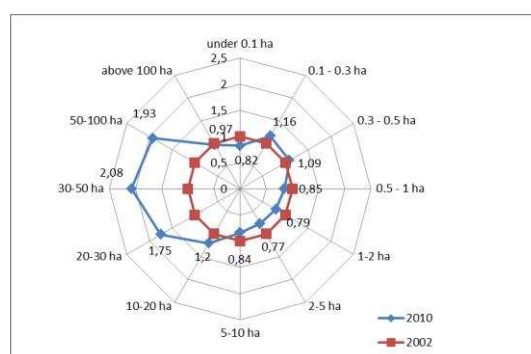 under 0.1 ha
2,5
above 100 ha
0.1 - 0.3 ha
2
50-100 ha
1,93
1,5
1,16
0.3 - 0.5 ha
0,97
1
0,82
1,09
0,5
2,08
30-50 ha
0
0,85
0.5 - 1 ha
0,79
20-30 ha
1,75
1,2
0,84
0,77
1-2 ha
10-20 ha
2-5 ha
5-10 ha
2010
2002